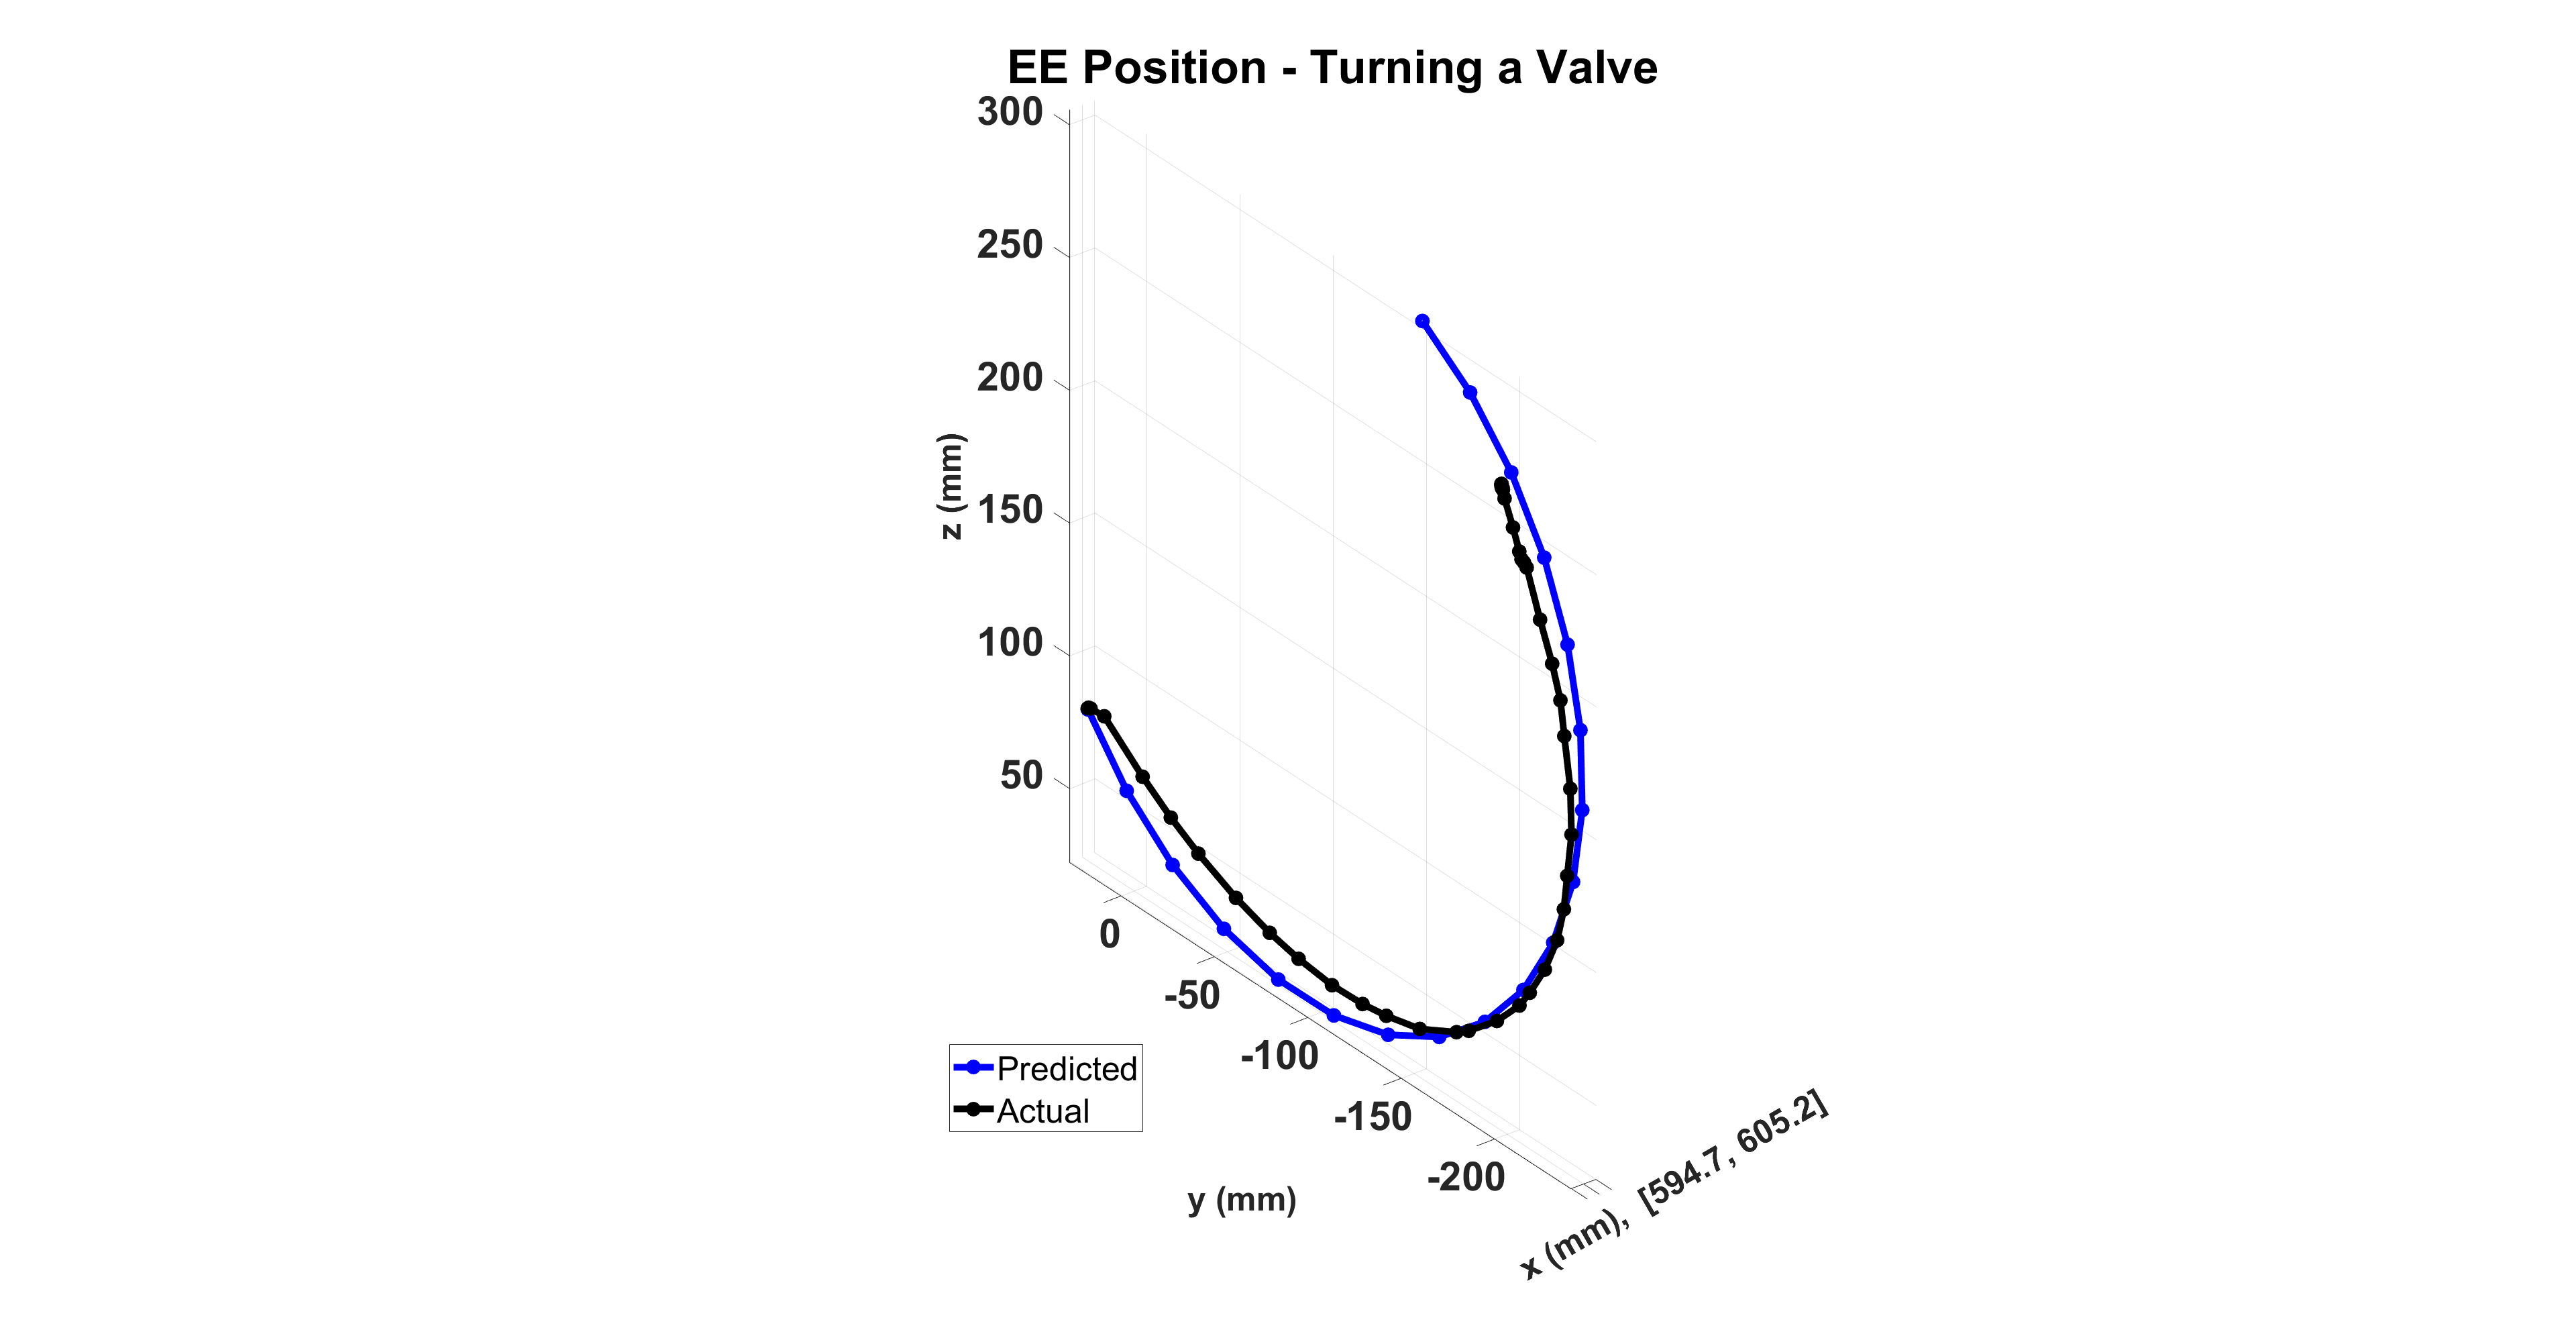 EE Position - Turning a Valve
300
250
200
150
100
50
z (mm)
0
-50
-100
-150
-200
y (mm)
x (mm),  [594.7, 605.2]
Predicted
Actual